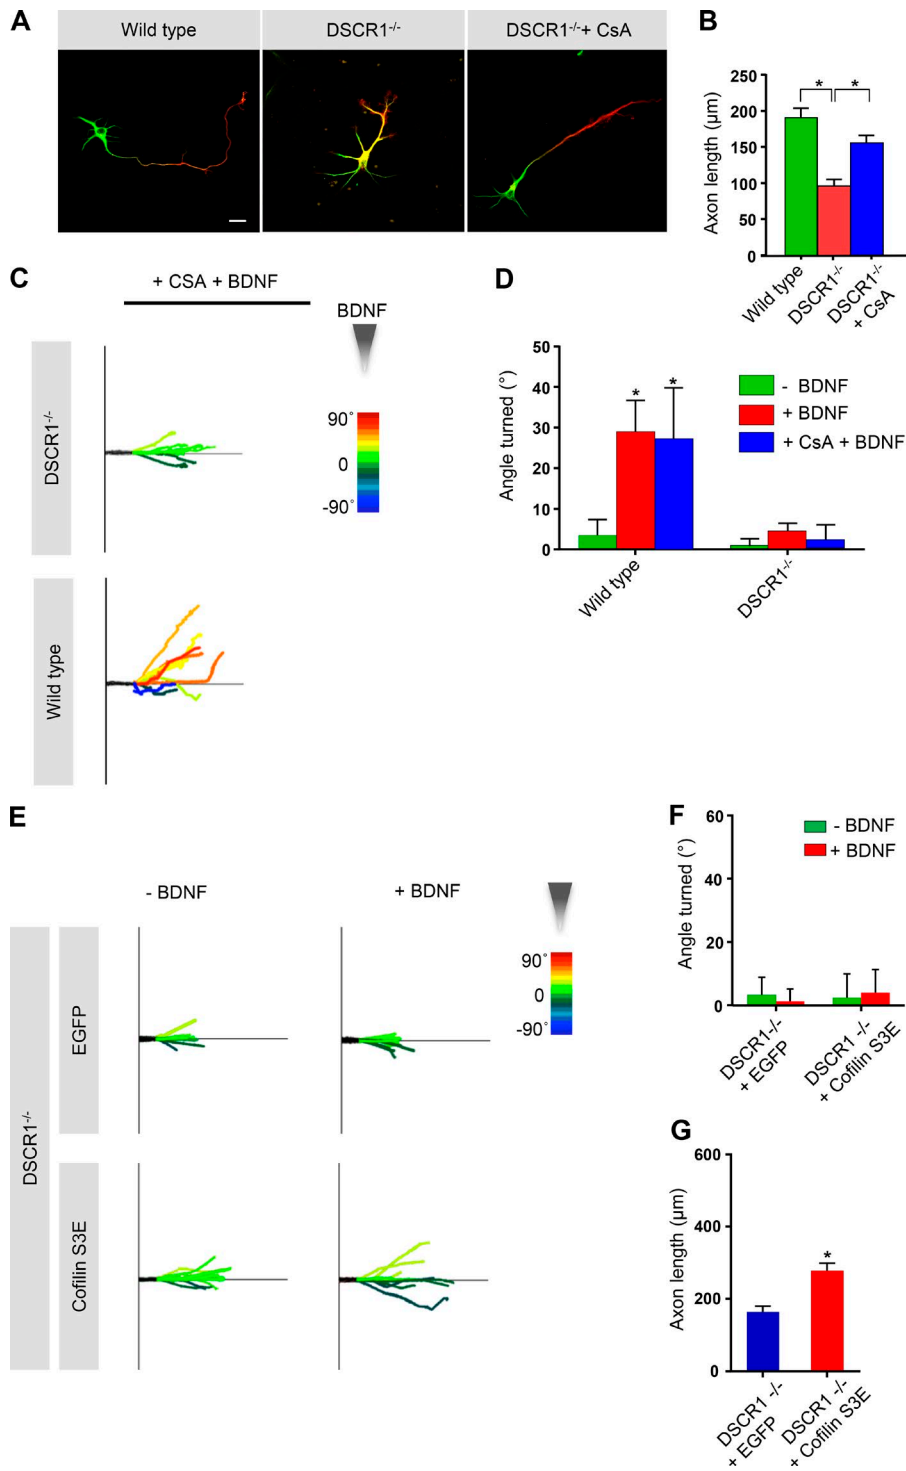 A
Wild type
DSCR1-/-
DSCR1-/-+ CsA
B
Axon length (µm)
250
200
150
100
50
0
* *
Wild type
DSCR1-/-
DSCR1-/-
+ CsA
C
+ CSA + BDNF
BDNF
DSCR1-/-
90°
0
-90°
Wild type
D
Angle turned (°)
50
40
30
20
10
0
* *
- BDNF
+ BDNF
+ CsA + BDNF
Wild type
DSCR1-/-
E
- BDNF
+ BDNF
DSCR1-/-
EGFP
Cofilin S3E
90°
0
-90°
F
Angle turned (°)
60
40
20
0
- BDNF
+ BDNF
DSCR1-/-
+ EGFP
DSCR1 -/-
+ Cofilin S3E
G
Axon length (µm)
600
400
200
0
*
DSCR1 -/-
+ EGFP
DSCR1 -/-
+ Cofilin S3E